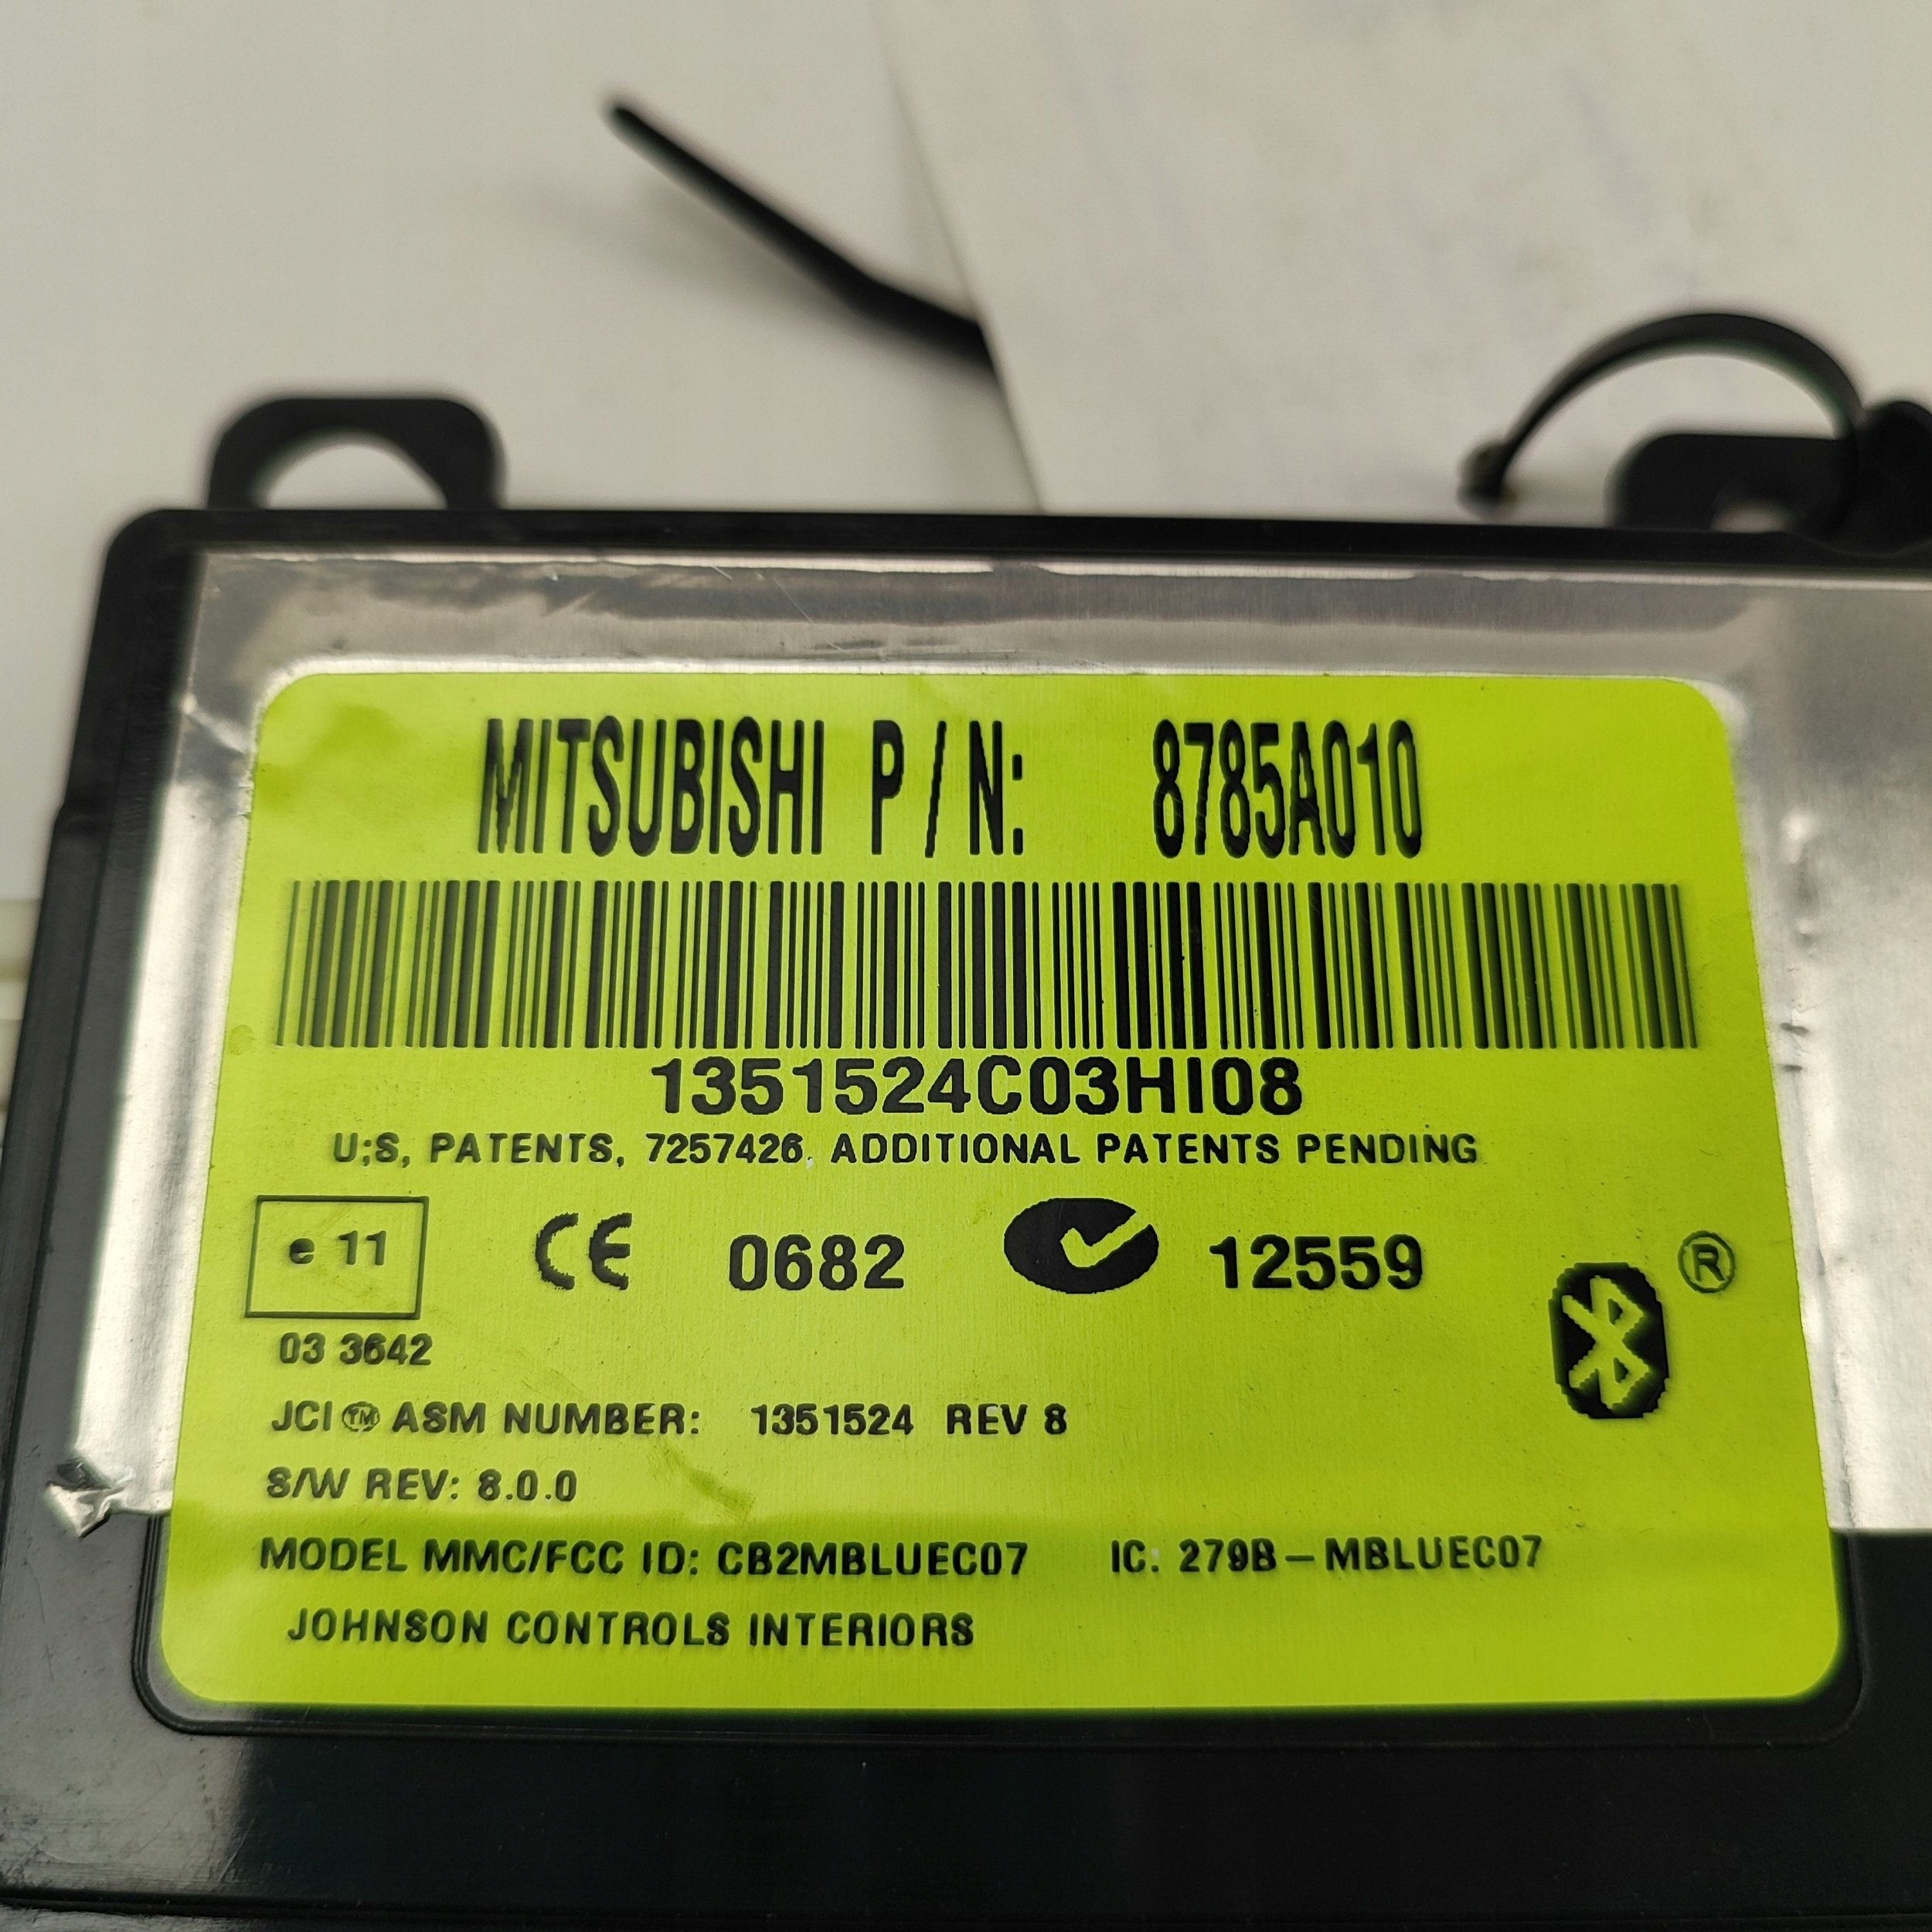 MITSUBISHI P/N: 8785A010
1351524C03HI08
U;S, PATENTS, 7257426. ADDITIONAL PATENTS PENDING
e 11 CE 0682 12559 ®
03 3642
JCI™ ASM NUMBER: 1351524 REV 8
S/W REV: 8.0.0
MODEL MMC/FCC ID: CB2MBLUEC07 IC: 279B-MBLUEC07
JOHNSON CONTROLS INTERIORS